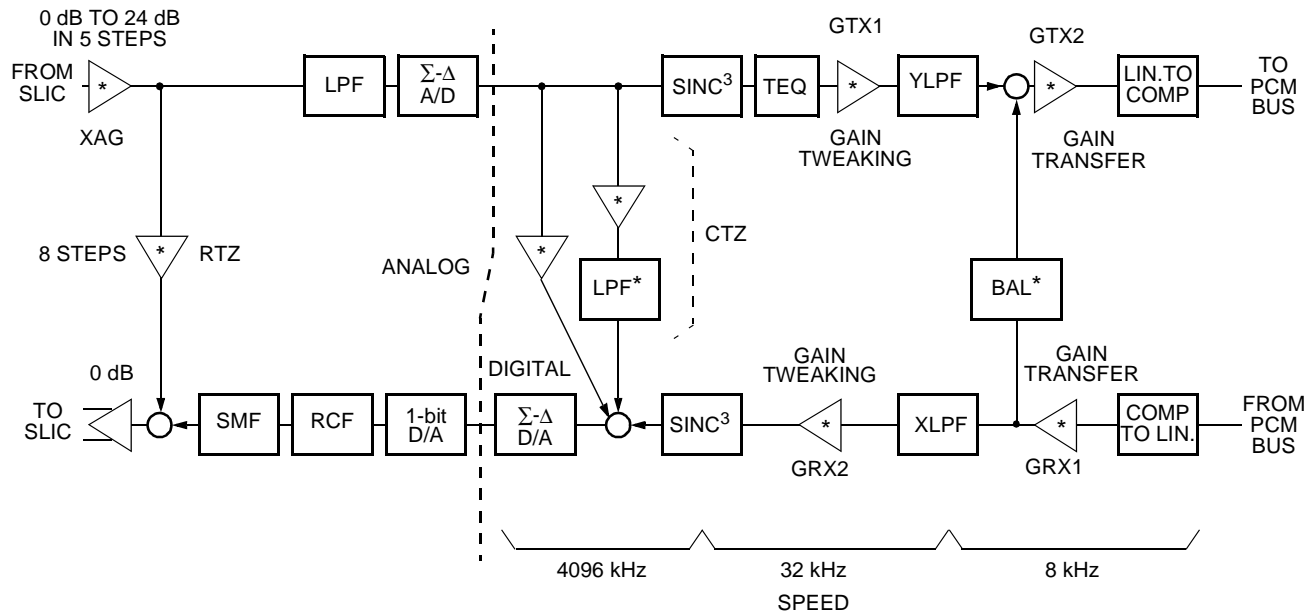 0 dB TO 24 dB
IN 5 STEPS
FROM
SLIC
*
XAG
LPF
Σ-Δ
A/D
SINC³
TEQ
GTX1
*
GAIN
TWEAKING
YLPF
GTX2
*
GAIN
TRANSFER
LIN.TO
COMP
TO
PCM
BUS
8 STEPS
*
RTZ
ANALOG
*
*
LPF*
CTZ
BAL*
DIGITAL
0 dB
TO
SLIC
SMF
RCF
1-bit
D/A
Σ-Δ
D/A
SINC³
GAIN
TWEAKING
*
GRX2
XLPF
GAIN
TRANSFER
*
GRX1
COMP
TO LIN.
FROM
PCM
BUS
4096 kHz
32 kHz
8 kHz
SPEED